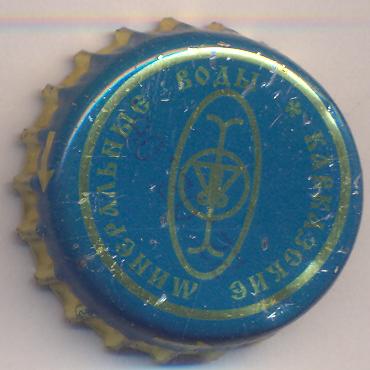 КАВКАЗСКИЕ * МИНЕРАЛЬНЫЕ ВОДЫ